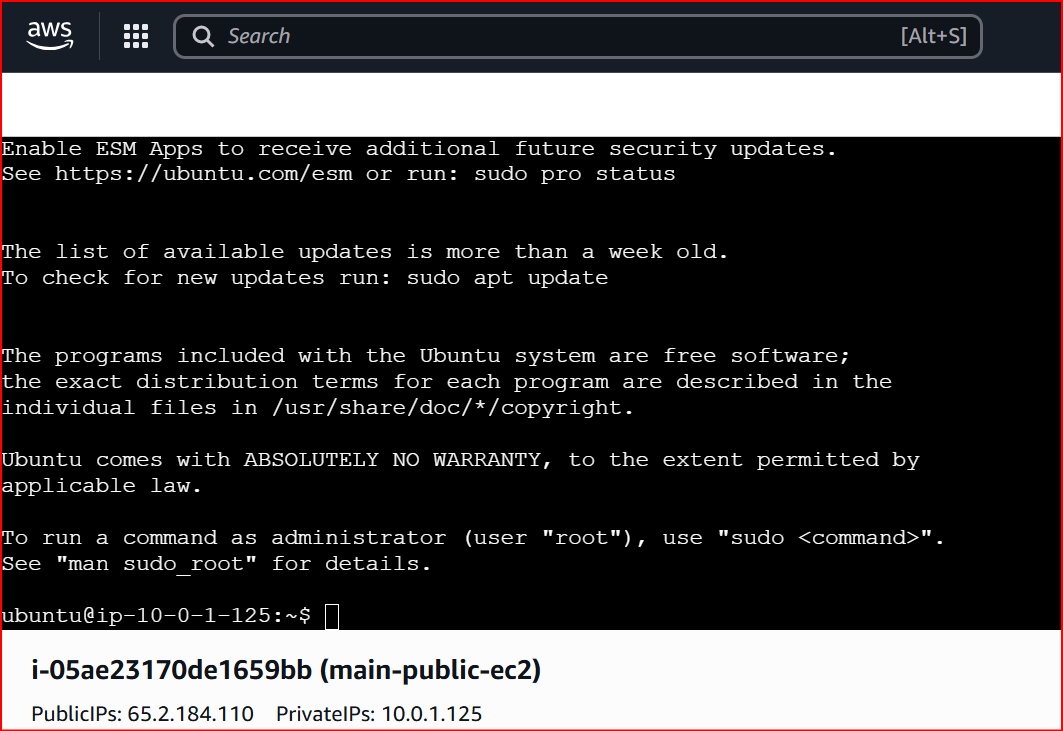 aws
Search [Alt+S]
Enable ESM Apps to receive additional future security updates.
See https://ubuntu.com/esm or run: sudo pro status
The list of available updates is more than a week old.
To check for new updates run: sudo apt update
The programs included with the Ubuntu system are free software;
the exact distribution terms for each program are described in the
individual files in /usr/share/doc/*/copyright.
Ubuntu comes with ABSOLUTELY NO WARRANTY, to the extent permitted by
applicable law.
To run a command as administrator (user "root"), use "sudo <command>".
See "man sudo_root" for details.
ubuntu@ip-10-0-1-125:~$
i-05ae23170de1659bb (main-public-ec2)
PublicIPs: 65.2.184.110 PrivateIPs: 10.0.1.125